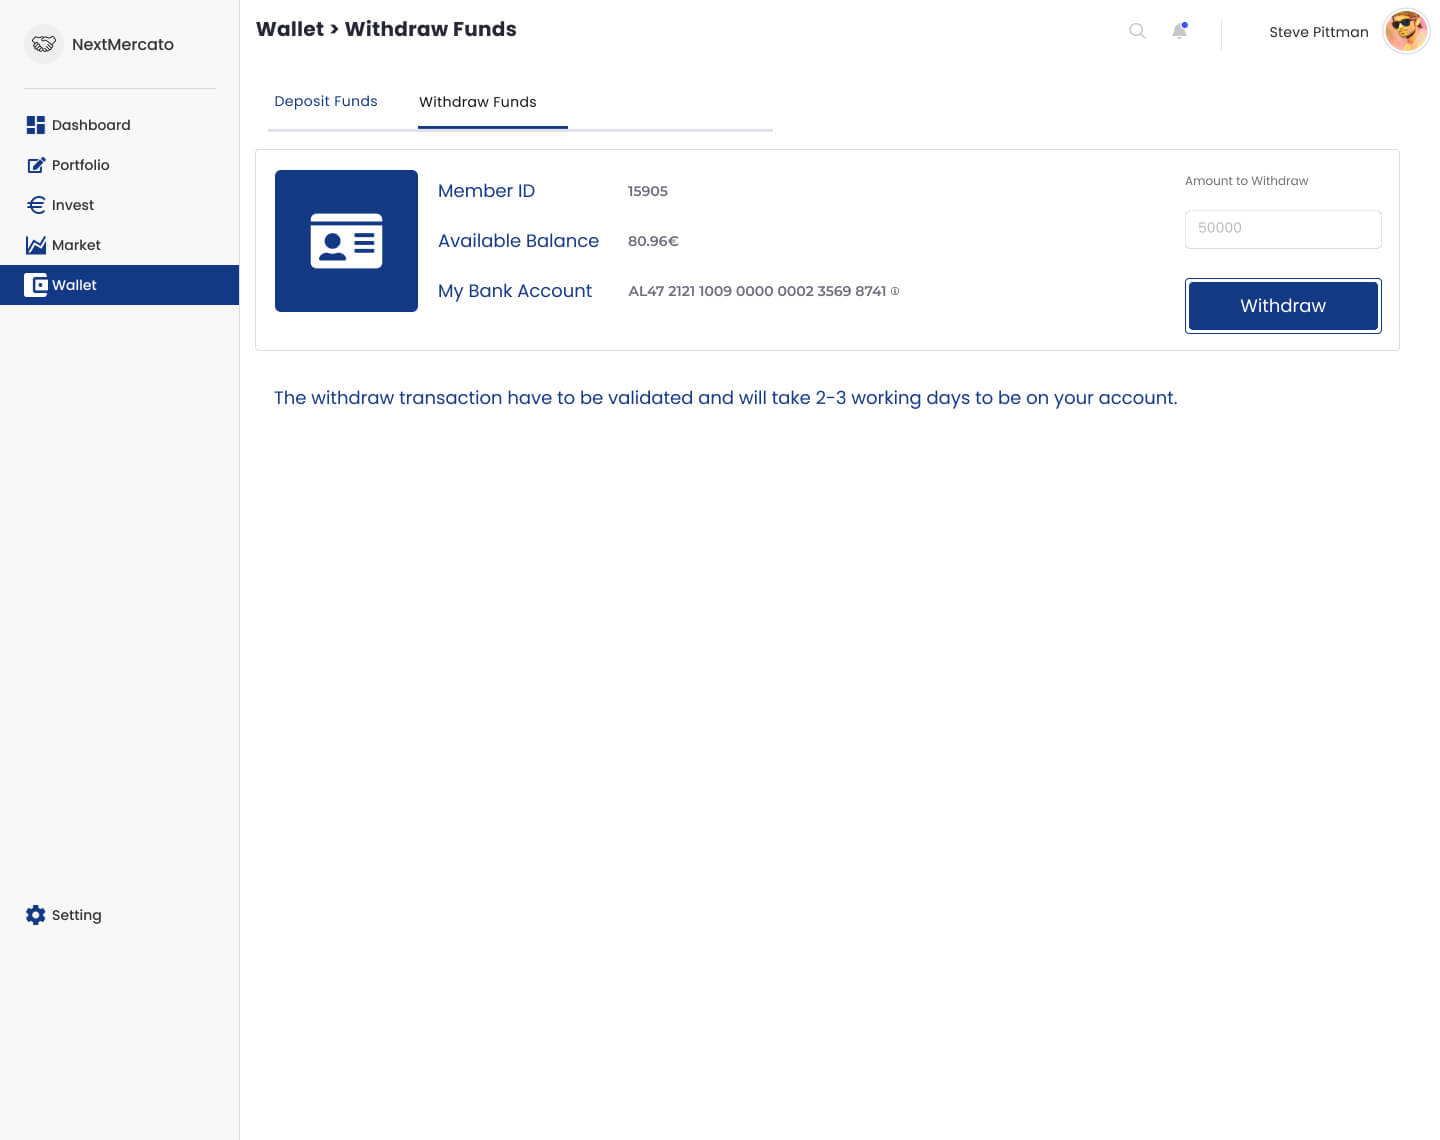 NextMercato
Dashboard
Portfolio
Invest
Market
Wallet
Setting
Wallet > Withdraw Funds
Steve Pittman
Deposit Funds
Withdraw Funds
Member ID 15905
Available Balance 80.96€
My Bank Account AL47 2121 1009 0000 0002 3569 8741
Amount to Withdraw
50000
Withdraw
The withdraw transaction have to be validated and will take 2-3 working days to be on your account.